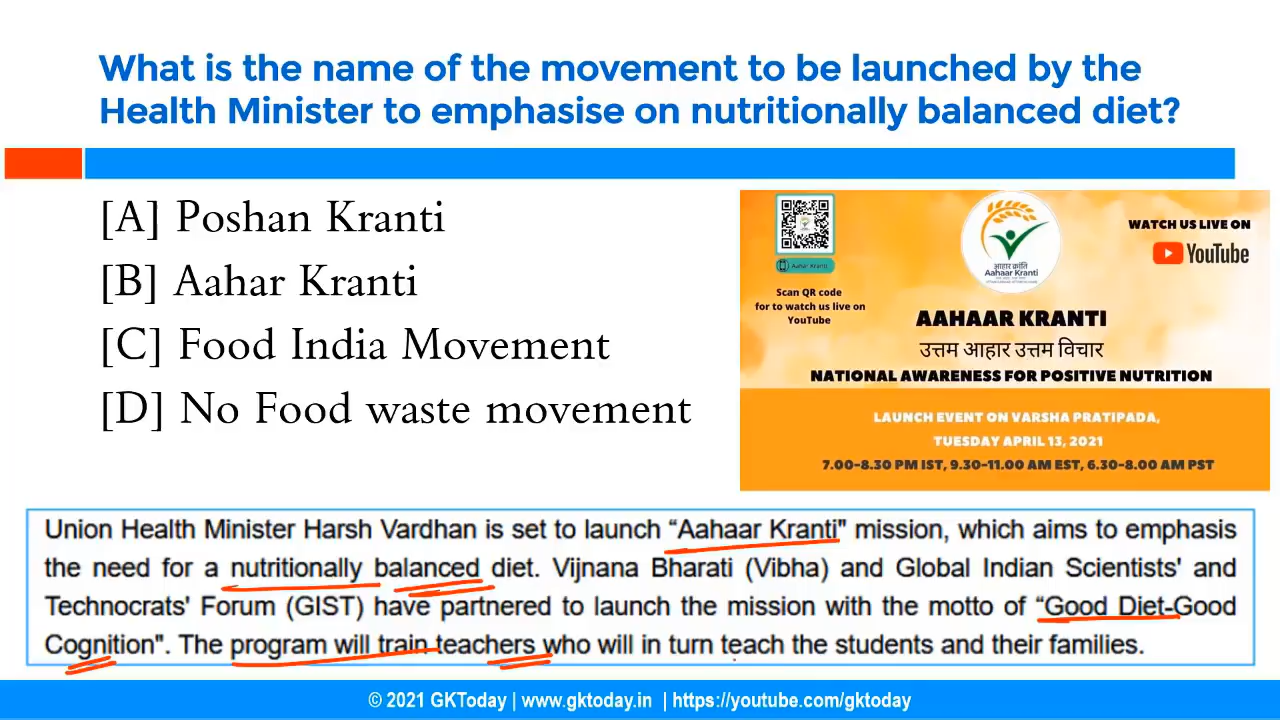 What is the name of the movement to be launched by the
Health Minister to emphasise on nutritionally balanced diet?
[A] Poshan Kranti
[B] Aahar Kranti
[C] Food India Movement
[D] No Food waste movement
Aahar Kranti
Scan QR code
for to watch us live on
YouTube
आहार क्रांति
Aahaar Kranti
WATCH US LIVE ON
YouTube
AAHAAR KRANTI
उत्तम आहार उत्तम विचार
NATIONAL AWARENESS FOR POSITIVE NUTRITION
LAUNCH EVENT ON VARSHA PRATIPADA,
TUESDAY APRIL 13, 2021
7.00-8.30 PM IST, 9.30-11.00 AM EST, 6.30-8.00 AM PST
Union Health Minister Harsh Vardhan is set to launch “Aahaar Kranti" mission, which aims to emphasis
the need for a nutritionally balanced diet. Vijnana Bharati (Vibha) and Global Indian Scientists' and
Technocrats' Forum (GIST) have partnered to launch the mission with the motto of “Good Diet-Good
Cognition". The program will train teachers who will in turn teach the students and their families.
© 2021 GKToday | www.gktoday.in | https://youtube.com/gktoday